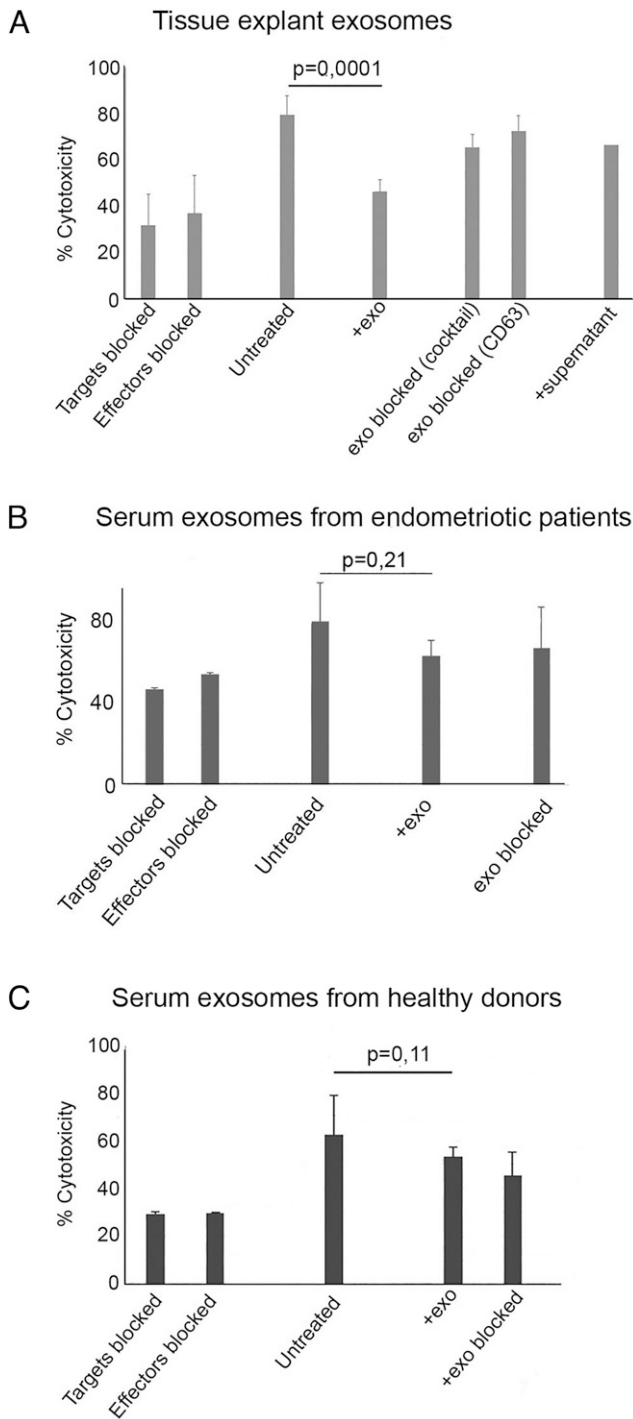 A
Tissue explant exosomes
p=0,0001
% Cytotoxicity
100
80
60
40
20
0
Targets blocked
Effectors blocked
Untreated
+exo
exo blocked (cocktail)
exo blocked (CD63)
+supernatant
B
Serum exosomes from endometriotic patients
p=0,21
% Cytotoxicity
80
40
0
Targets blocked
Effectors blocked
Untreated
+exo
exo blocked
C
Serum exosomes from healthy donors
p=0,11
% Cytotoxicity
100
80
60
40
20
0
Targets blocked
Effectors blocked
Untreated
+exo
+exo blocked